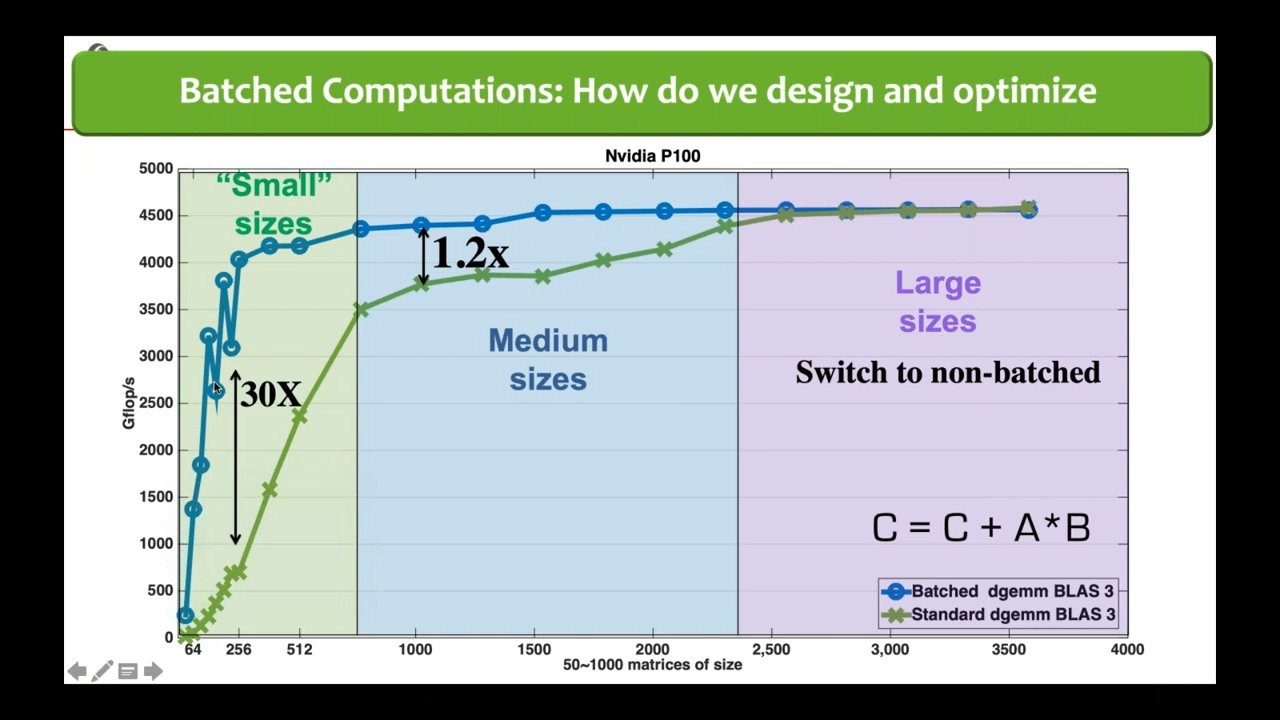 Batched Computations: How do we design and optimize
Nvidia P100
5000
4500
4000
3500
3000
2500
2000
1500
1000
500
0
Gflop/s
“Small”
sizes
1.2x
30X
Medium
sizes
Large
sizes
Switch to non-batched
C = C + A*B
Batched dgemm BLAS 3
Standard dgemm BLAS 3
64 256 512 1000 1500 2000 2,500 3,000 3500 4000
50~1000 matrices of size